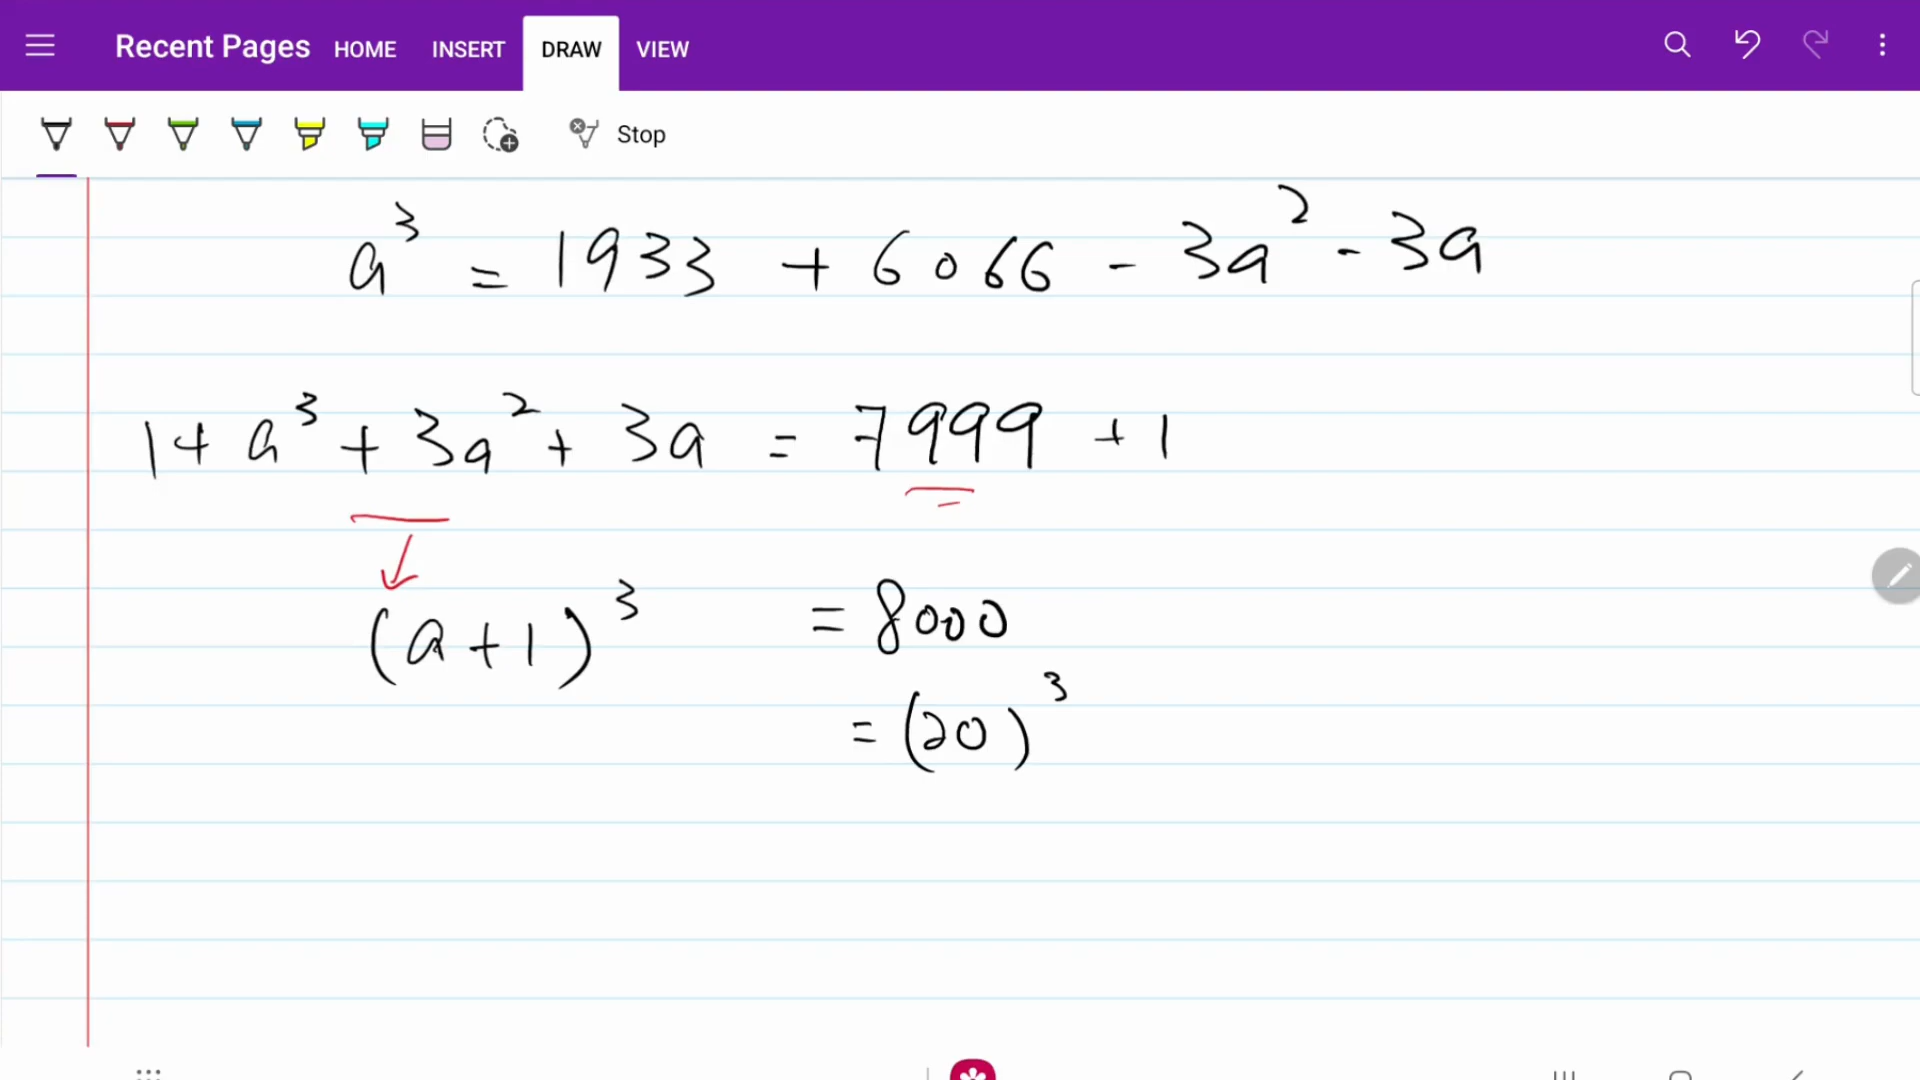 Recent Pages HOME INSERT DRAW VIEW
Stop
a³ = 1933 + 6066 - 3a² - 3a
1+ a³ + 3a² + 3a = 7999 + 1
(a+1)³ = 8000
= (20)³